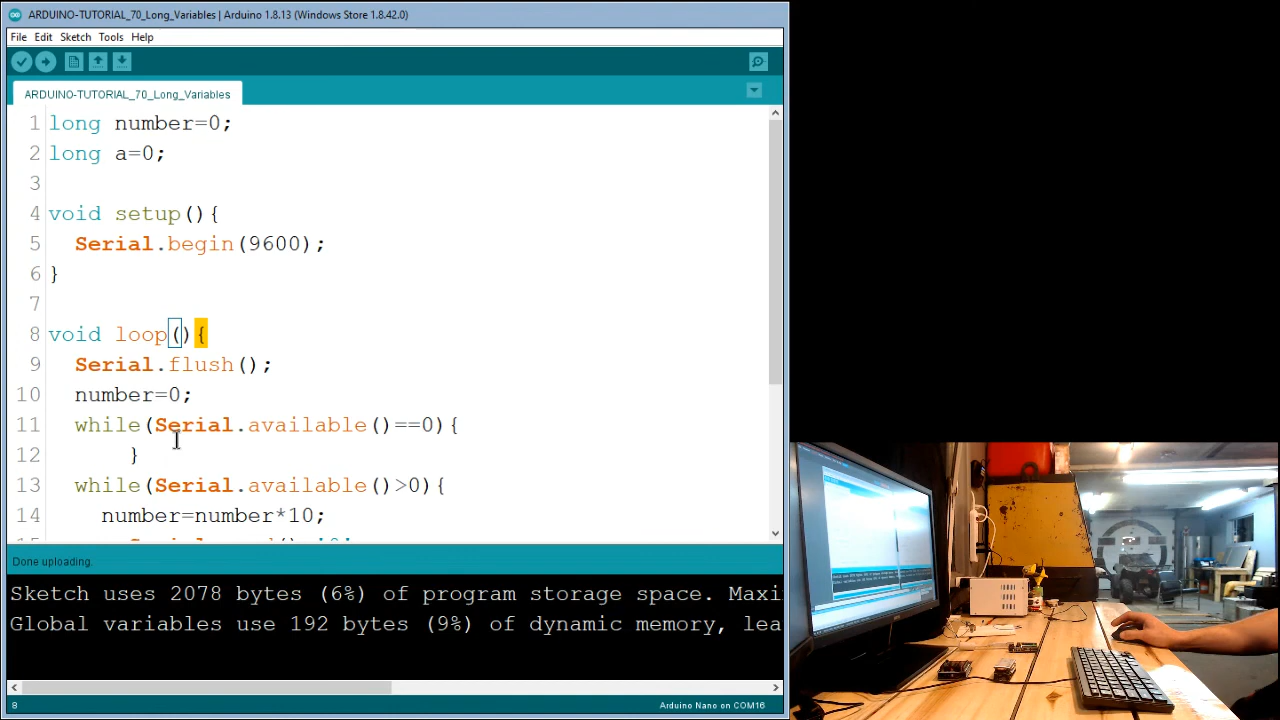 ARDUINO-TUTORIAL_70_Long_Variables | Arduino 1.8.13 (Windows Store 1.8.42.0)
File Edit Sketch Tools Help
ARDUINO-TUTORIAL_70_Long_Variables
1 long number=0;
2 long a=0;
3
4 void setup(){
5 Serial.begin(9600);
6 }
7
8 void loop(){
9 Serial.flush();
10 number=0;
11 while(Serial.available()==0){
12 }
13 while(Serial.available()>0){
14 number=number*10;
Done uploading.
Sketch uses 2078 bytes (6%) of program storage space. Maxi
Global variables use 192 bytes (9%) of dynamic memory, lea
8 Arduino Nano on COM16